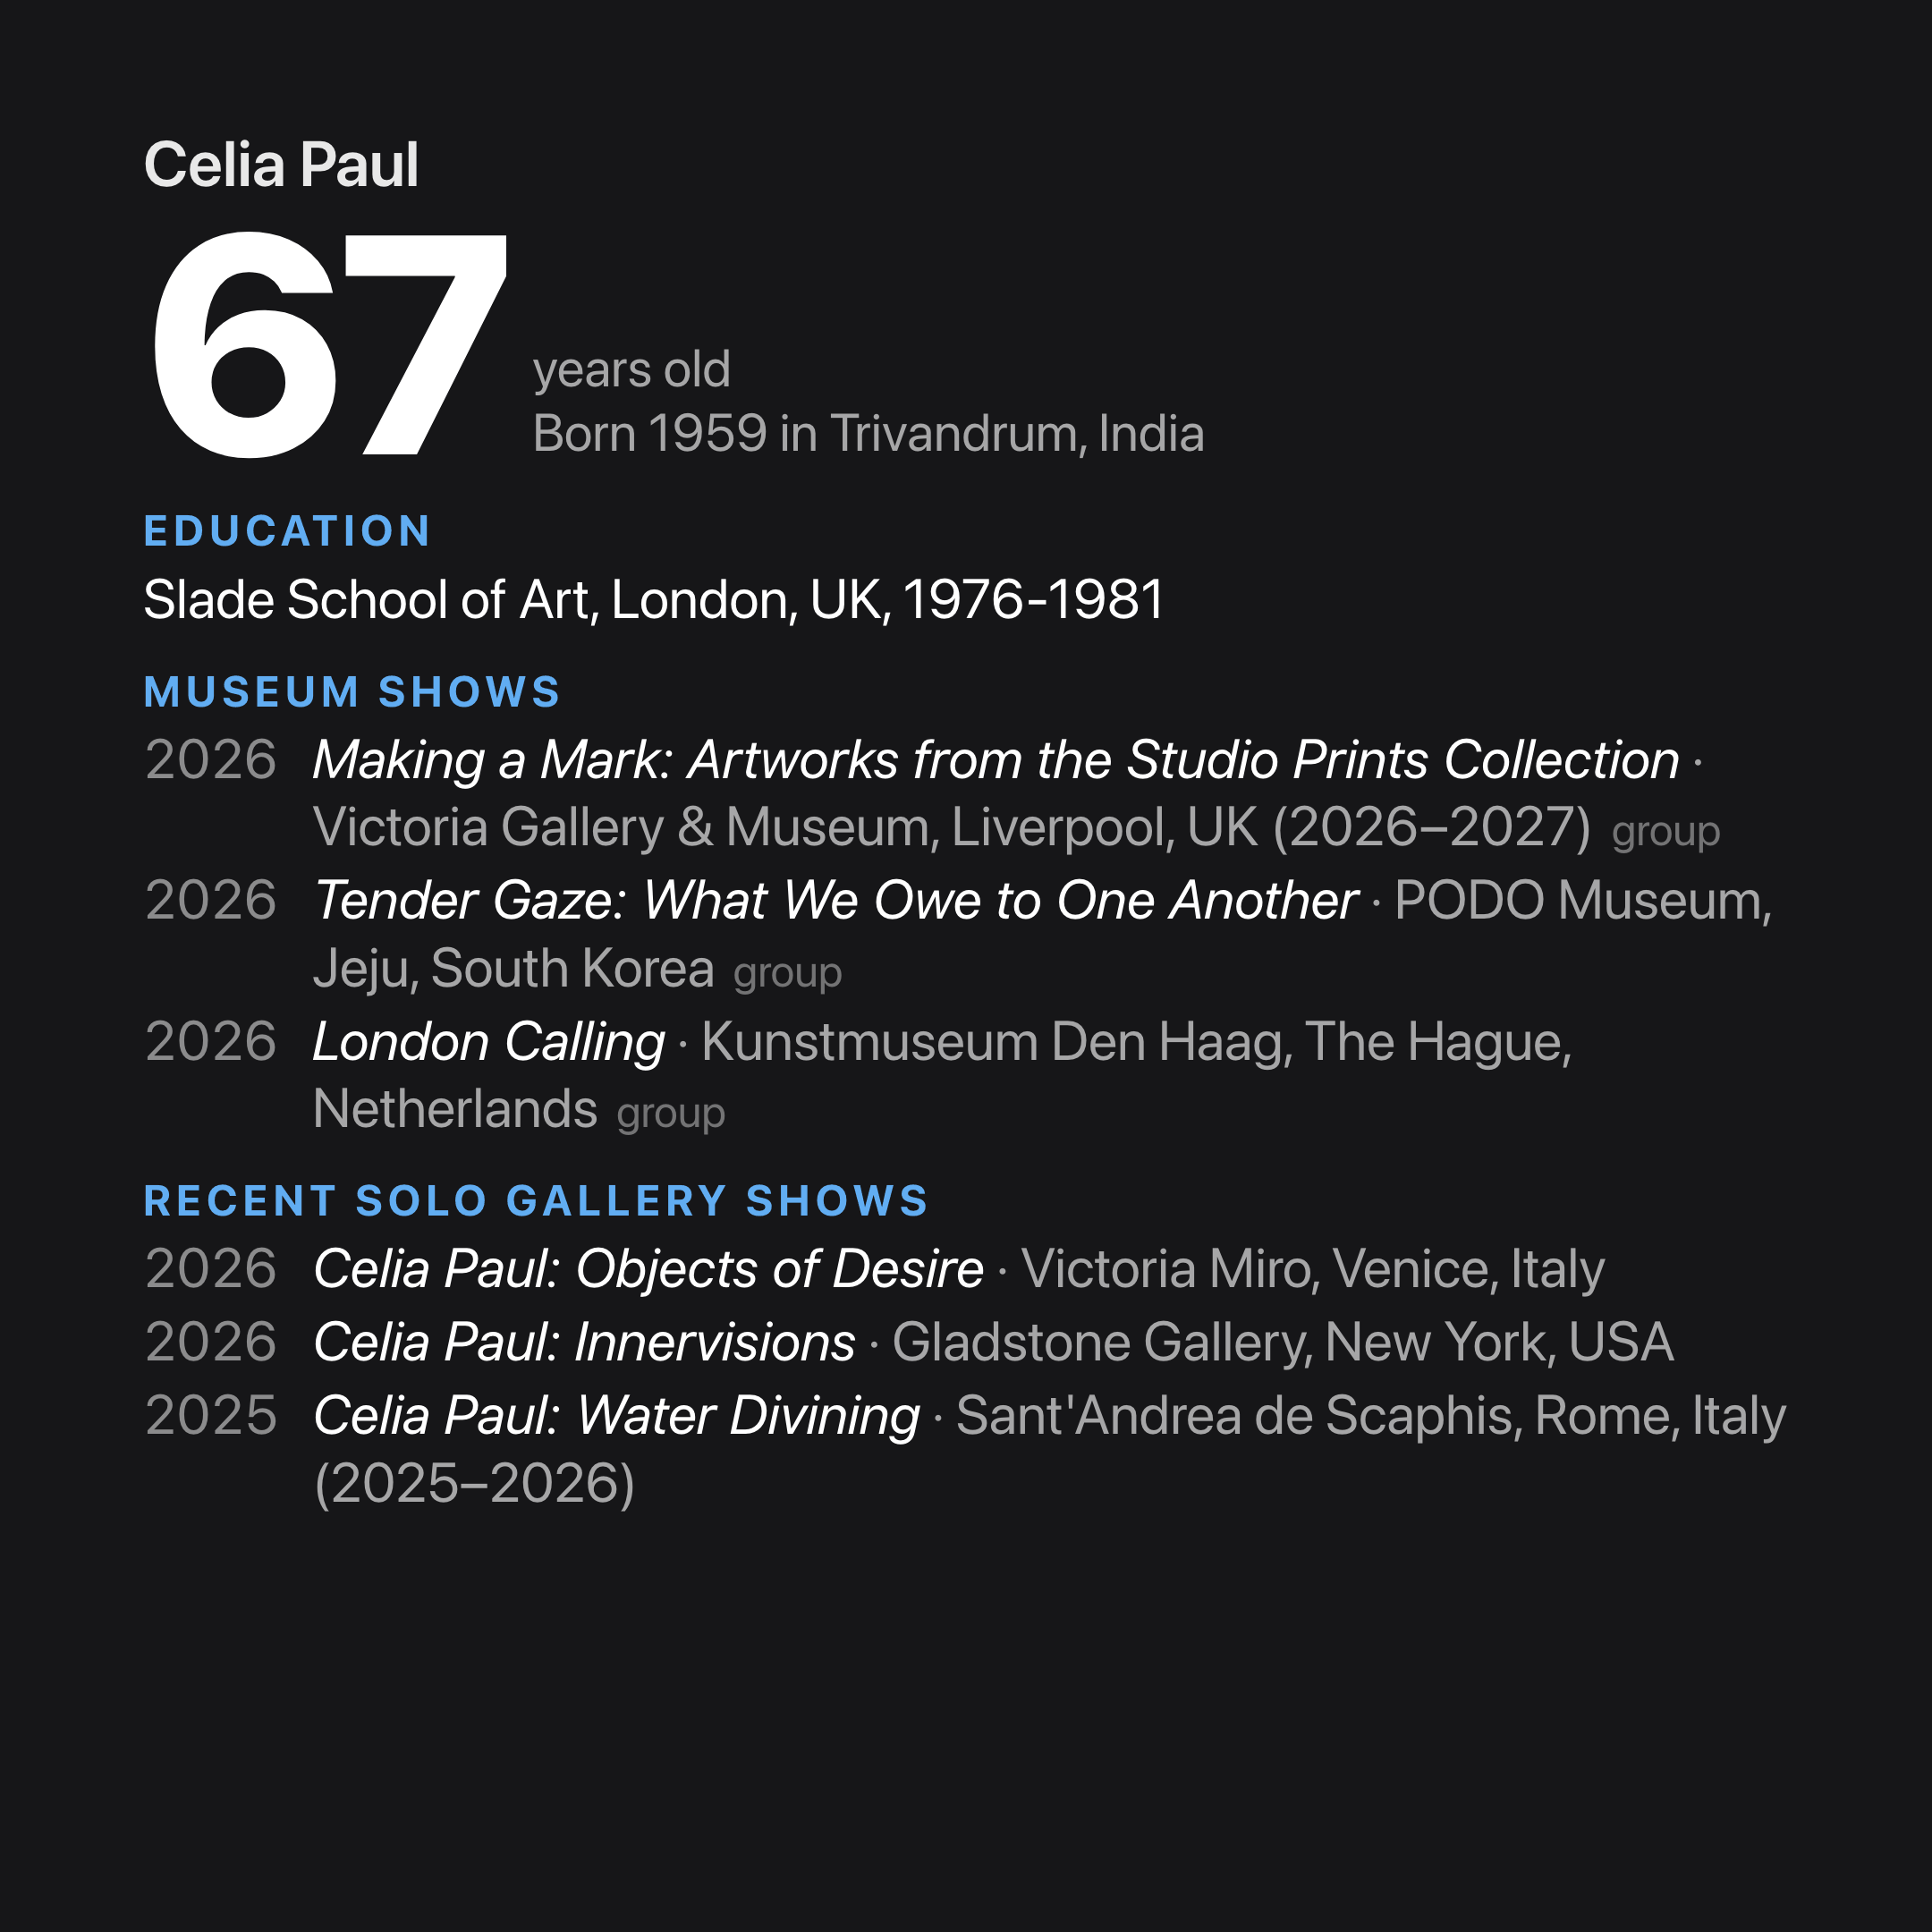 Celia Paul
67
years old
Born 1959 in Trivandrum, India
EDUCATION
Slade School of Art, London, UK, 1976-1981
MUSEUM SHOWS
2026 Making a Mark: Artworks from the Studio Prints Collection ·
Victoria Gallery & Museum, Liverpool, UK (2026–2027) group
2026 Tender Gaze: What We Owe to One Another · PODO Museum,
Jeju, South Korea group
2026 London Calling · Kunstmuseum Den Haag, The Hague,
Netherlands group
RECENT SOLO GALLERY SHOWS
2026 Celia Paul: Objects of Desire · Victoria Miro, Venice, Italy
2026 Celia Paul: Innervisions · Gladstone Gallery, New York, USA
2025 Celia Paul: Water Divining · Sant'Andrea de Scaphis, Rome, Italy
(2025–2026)